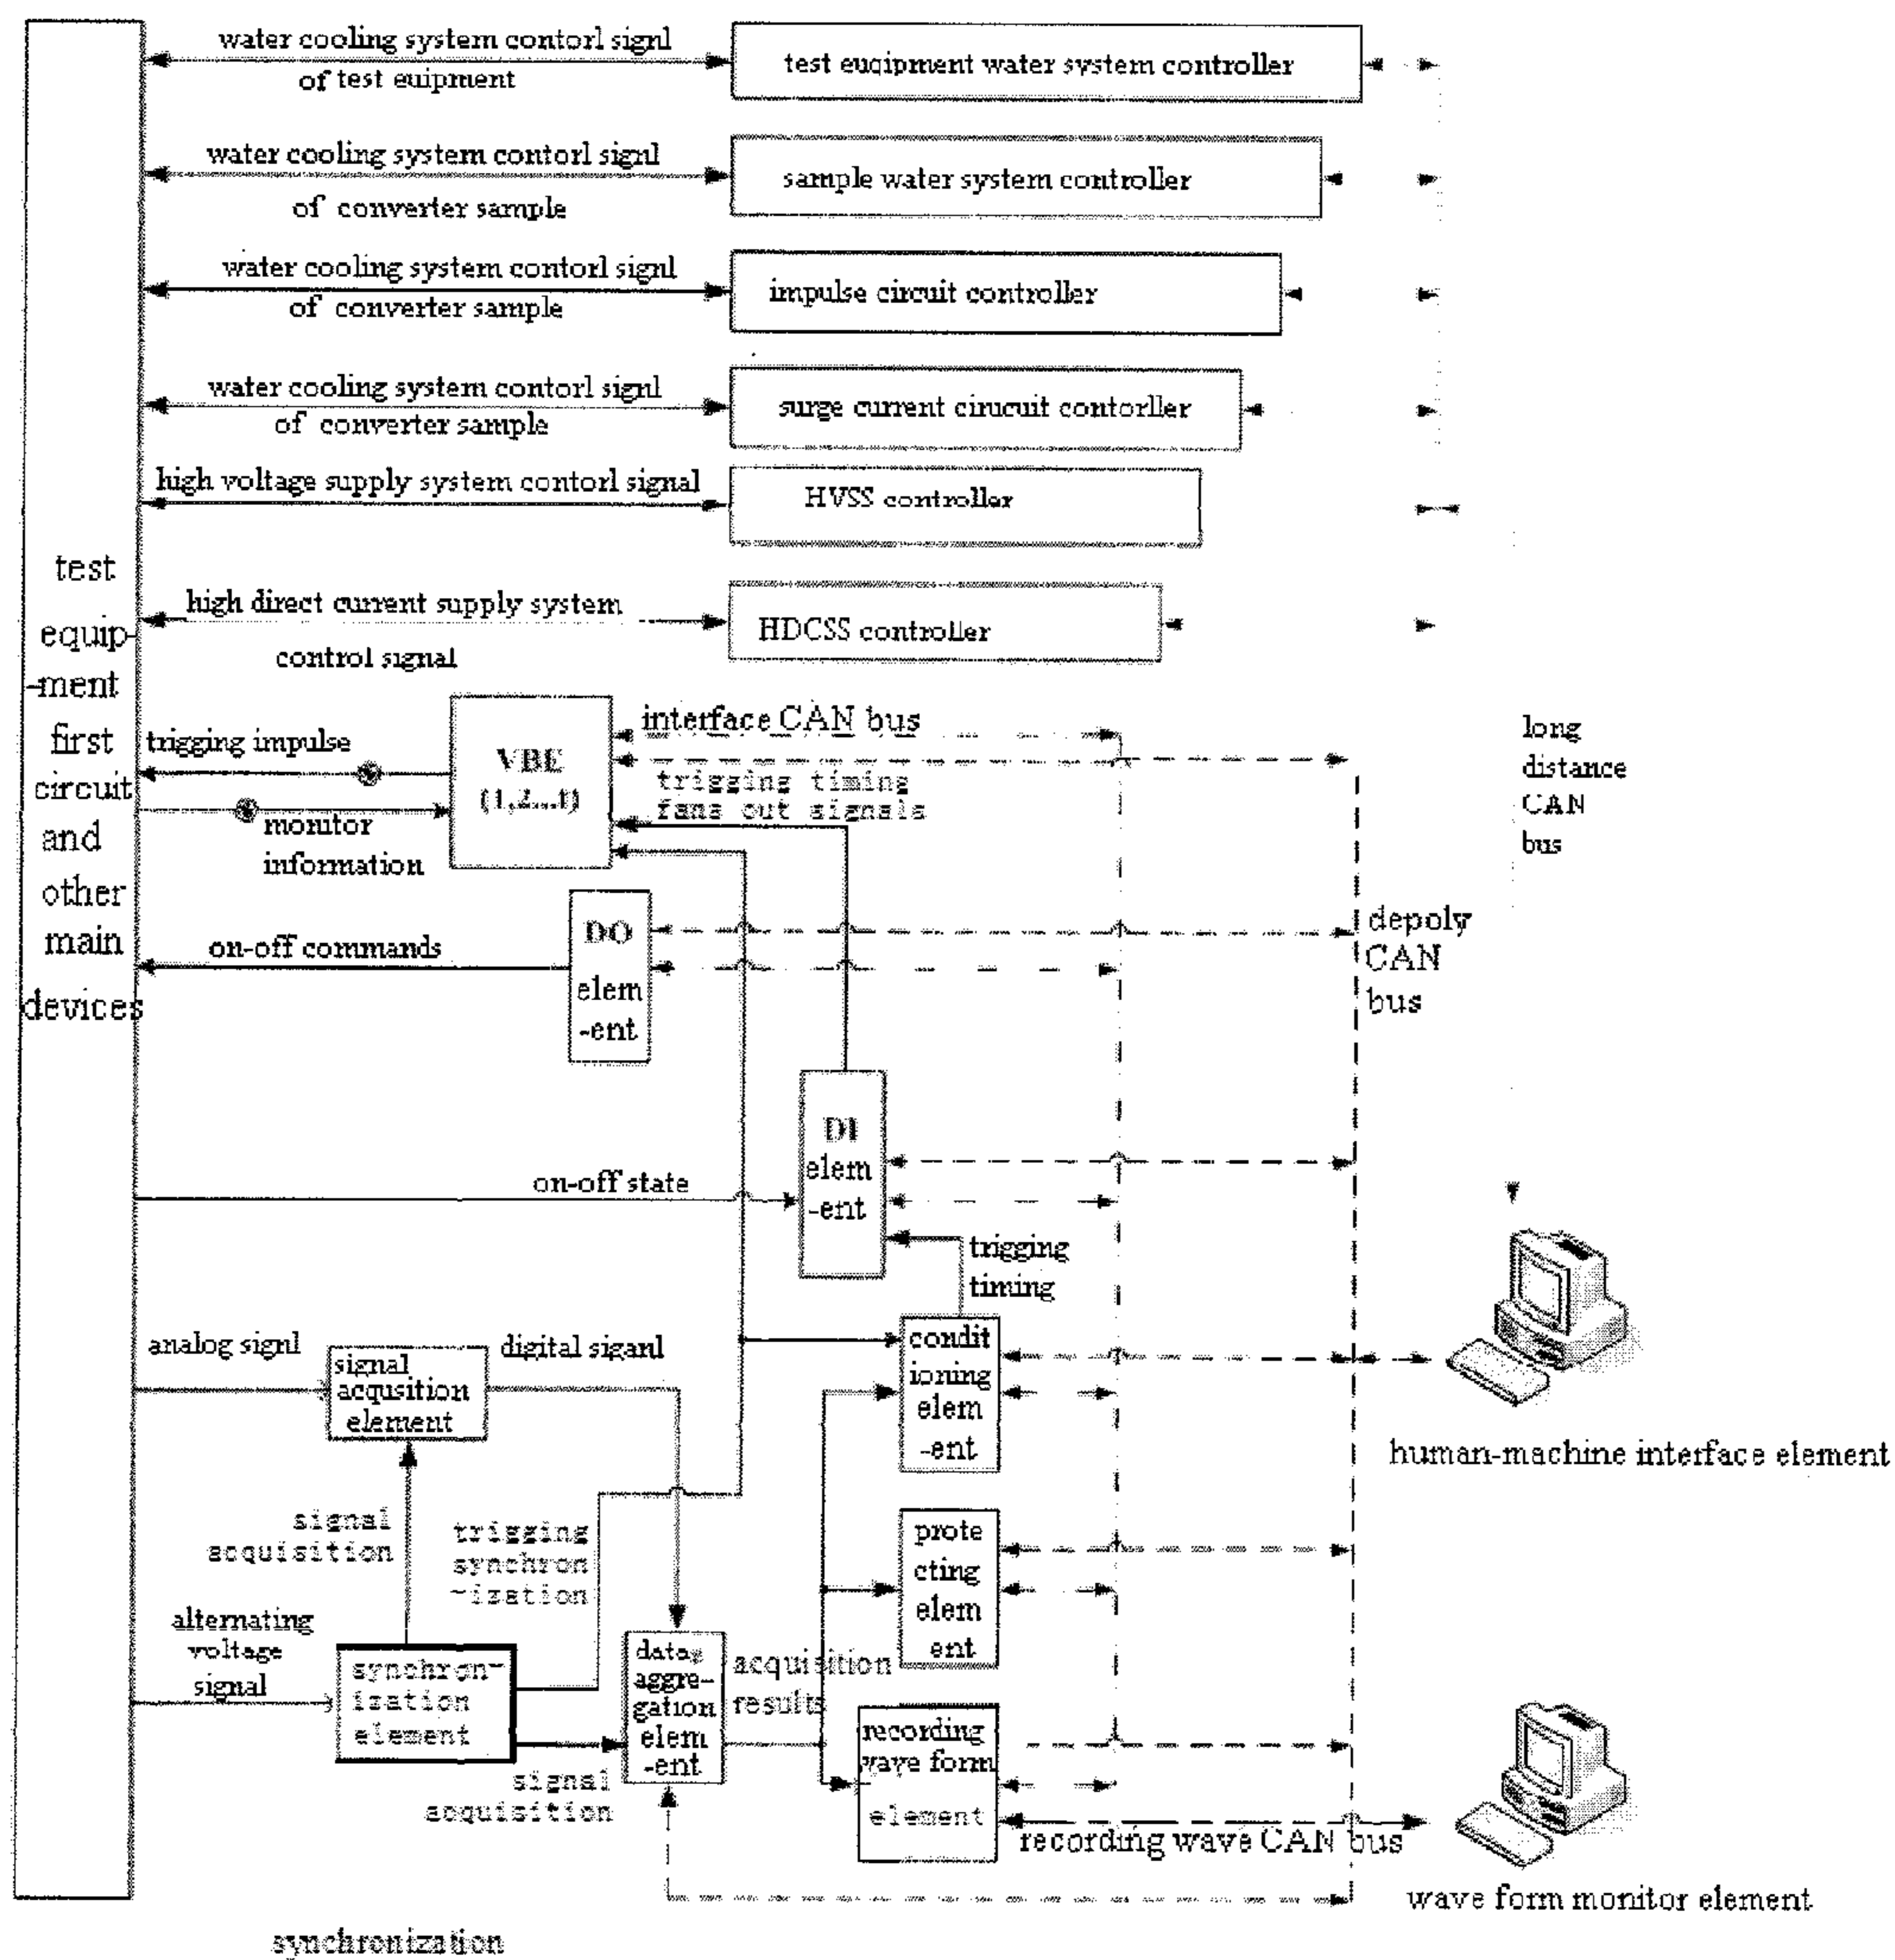 water cooling system contorl signl
of test euipment
test euqipment water system controller
water cooling system contorl signl
of converter sample
sample water system controller
water cooling system contorl signl
of converter sample
impulse circuit controller
water cooling system contorl signl
of converter sample
surge current cirucuit contorller
high voltage supply system contorl signal
HVSS controller
high direct current supply system
control signal
HDCSS controller
test
equip-
-ment
first
circuit
and
other
main
devices
trigging impulse
monitor
information
VBE
(1,2...4)
interface CAN bus
trigging timing
fans out signals
long
distance
CAN
bus
on-off commands
DO
elem
-ent
depoly
CAN
bus
on-off state
DI
elem
-ent
trigging
timing
analog signl
signal
acqusition
element
digital siganl
condit
ioning
elem
-ent
human-machine interface element
signal
acquisition
trigging
synchron
-ization
prote
cting
elem
ent
alternating
voltage
signal
synchron-
ization
element
data
aggre-
gation
elem
-ent
acquisition
results
signal
acquisition
recording
wave form
element
recording wave CAN bus
wave form monitor element
synchronization